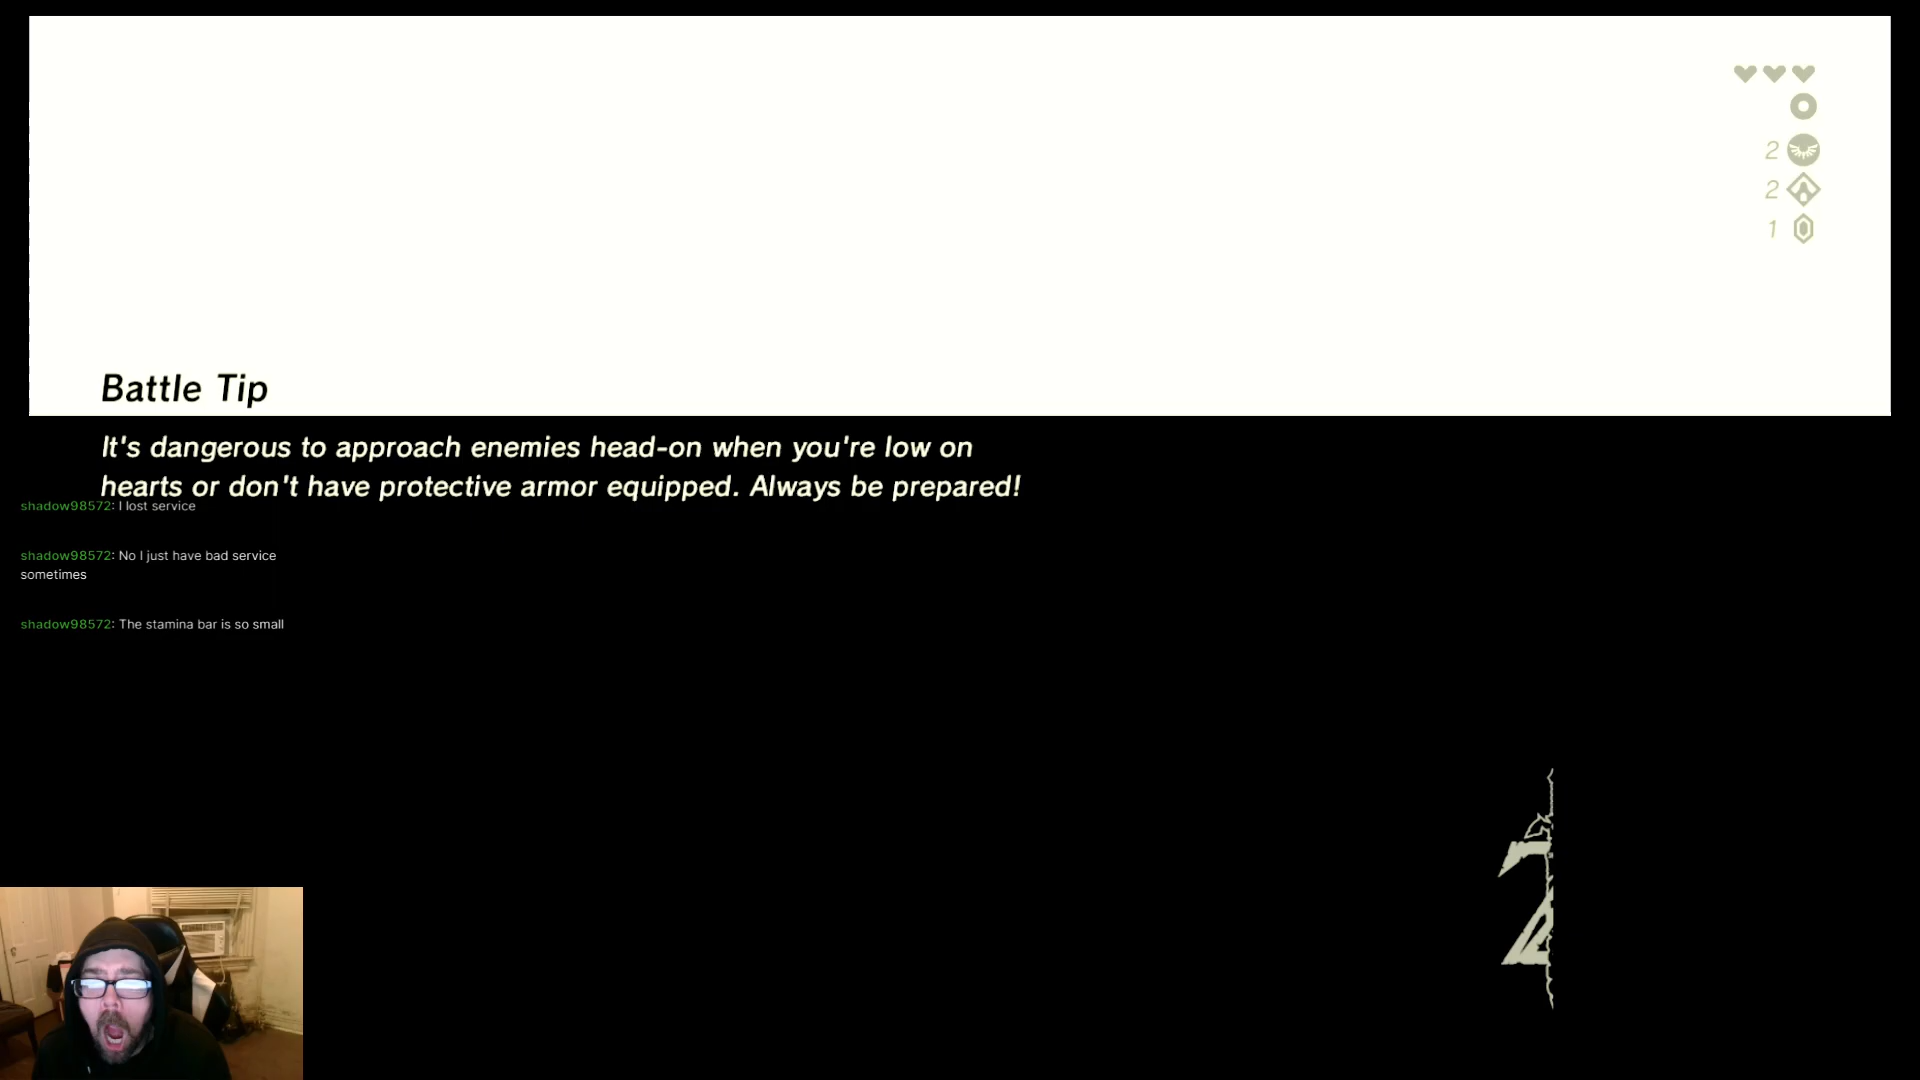 2
2
1
Battle Tip
It's dangerous to approach enemies head-on when you're low on
hearts or don't have protective armor equipped. Always be prepared!
shadow98572: I lost service
shadow98572: No I just have bad service
sometimes
shadow98572: The stamina bar is so small